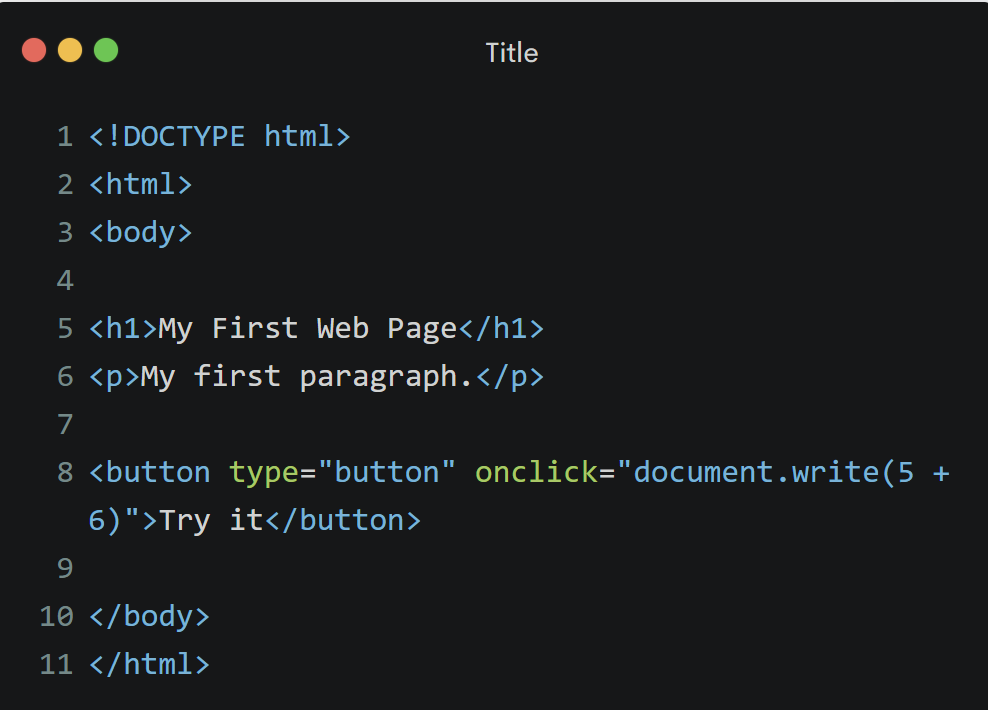 Title
1 <!DOCTYPE html>
2 <html>
3 <body>
4
5 <h1>My First Web Page</h1>
6 <p>My first paragraph.</p>
7
8 <button type="button" onclick="document.write(5 +
6)">Try it</button>
9
10 </body>
11 </html>